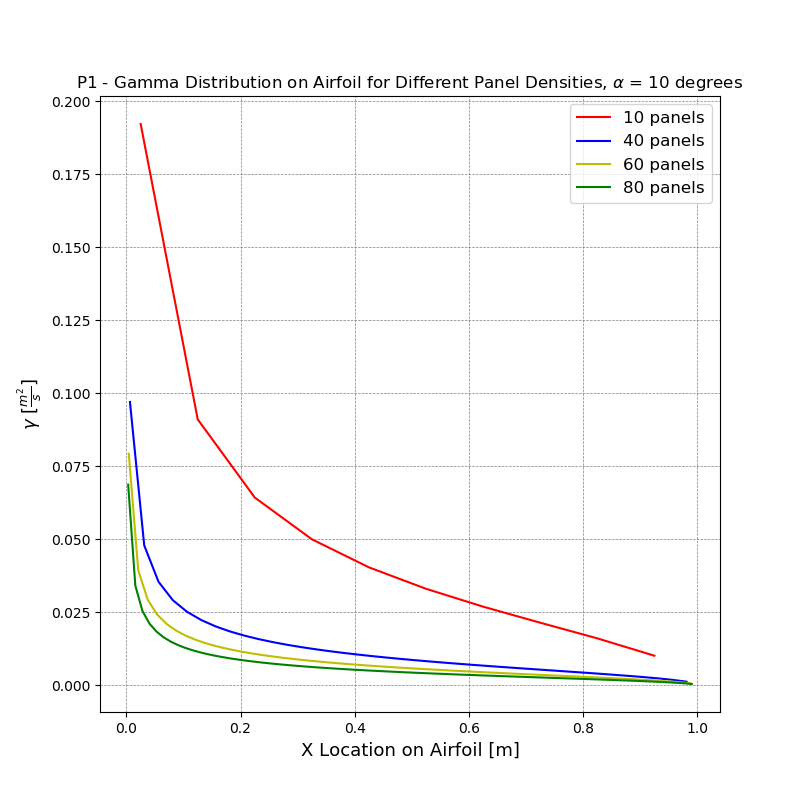 P1 - Gamma Distribution on Airfoil for Different Panel Densities, α = 10 degrees
10 panels
40 panels
60 panels
80 panels
0.200
0.175
0.150
0.125
0.100
0.075
0.050
0.025
0.000
γ [m²/s]
0.0 0.2 0.4 0.6 0.8 1.0
X Location on Airfoil [m]